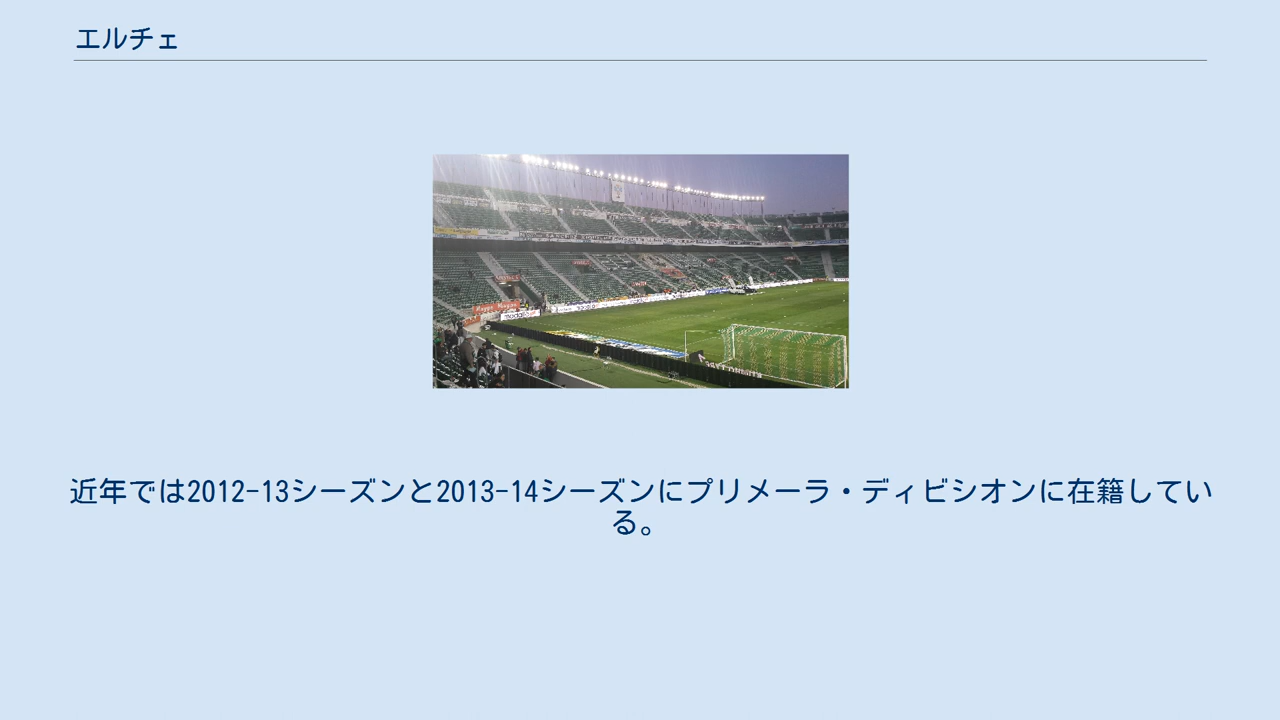 エルチェ
近年では2012-13シーズンと2013-14シーズンにプリメーラ・ディビシオンに在籍してい
る。